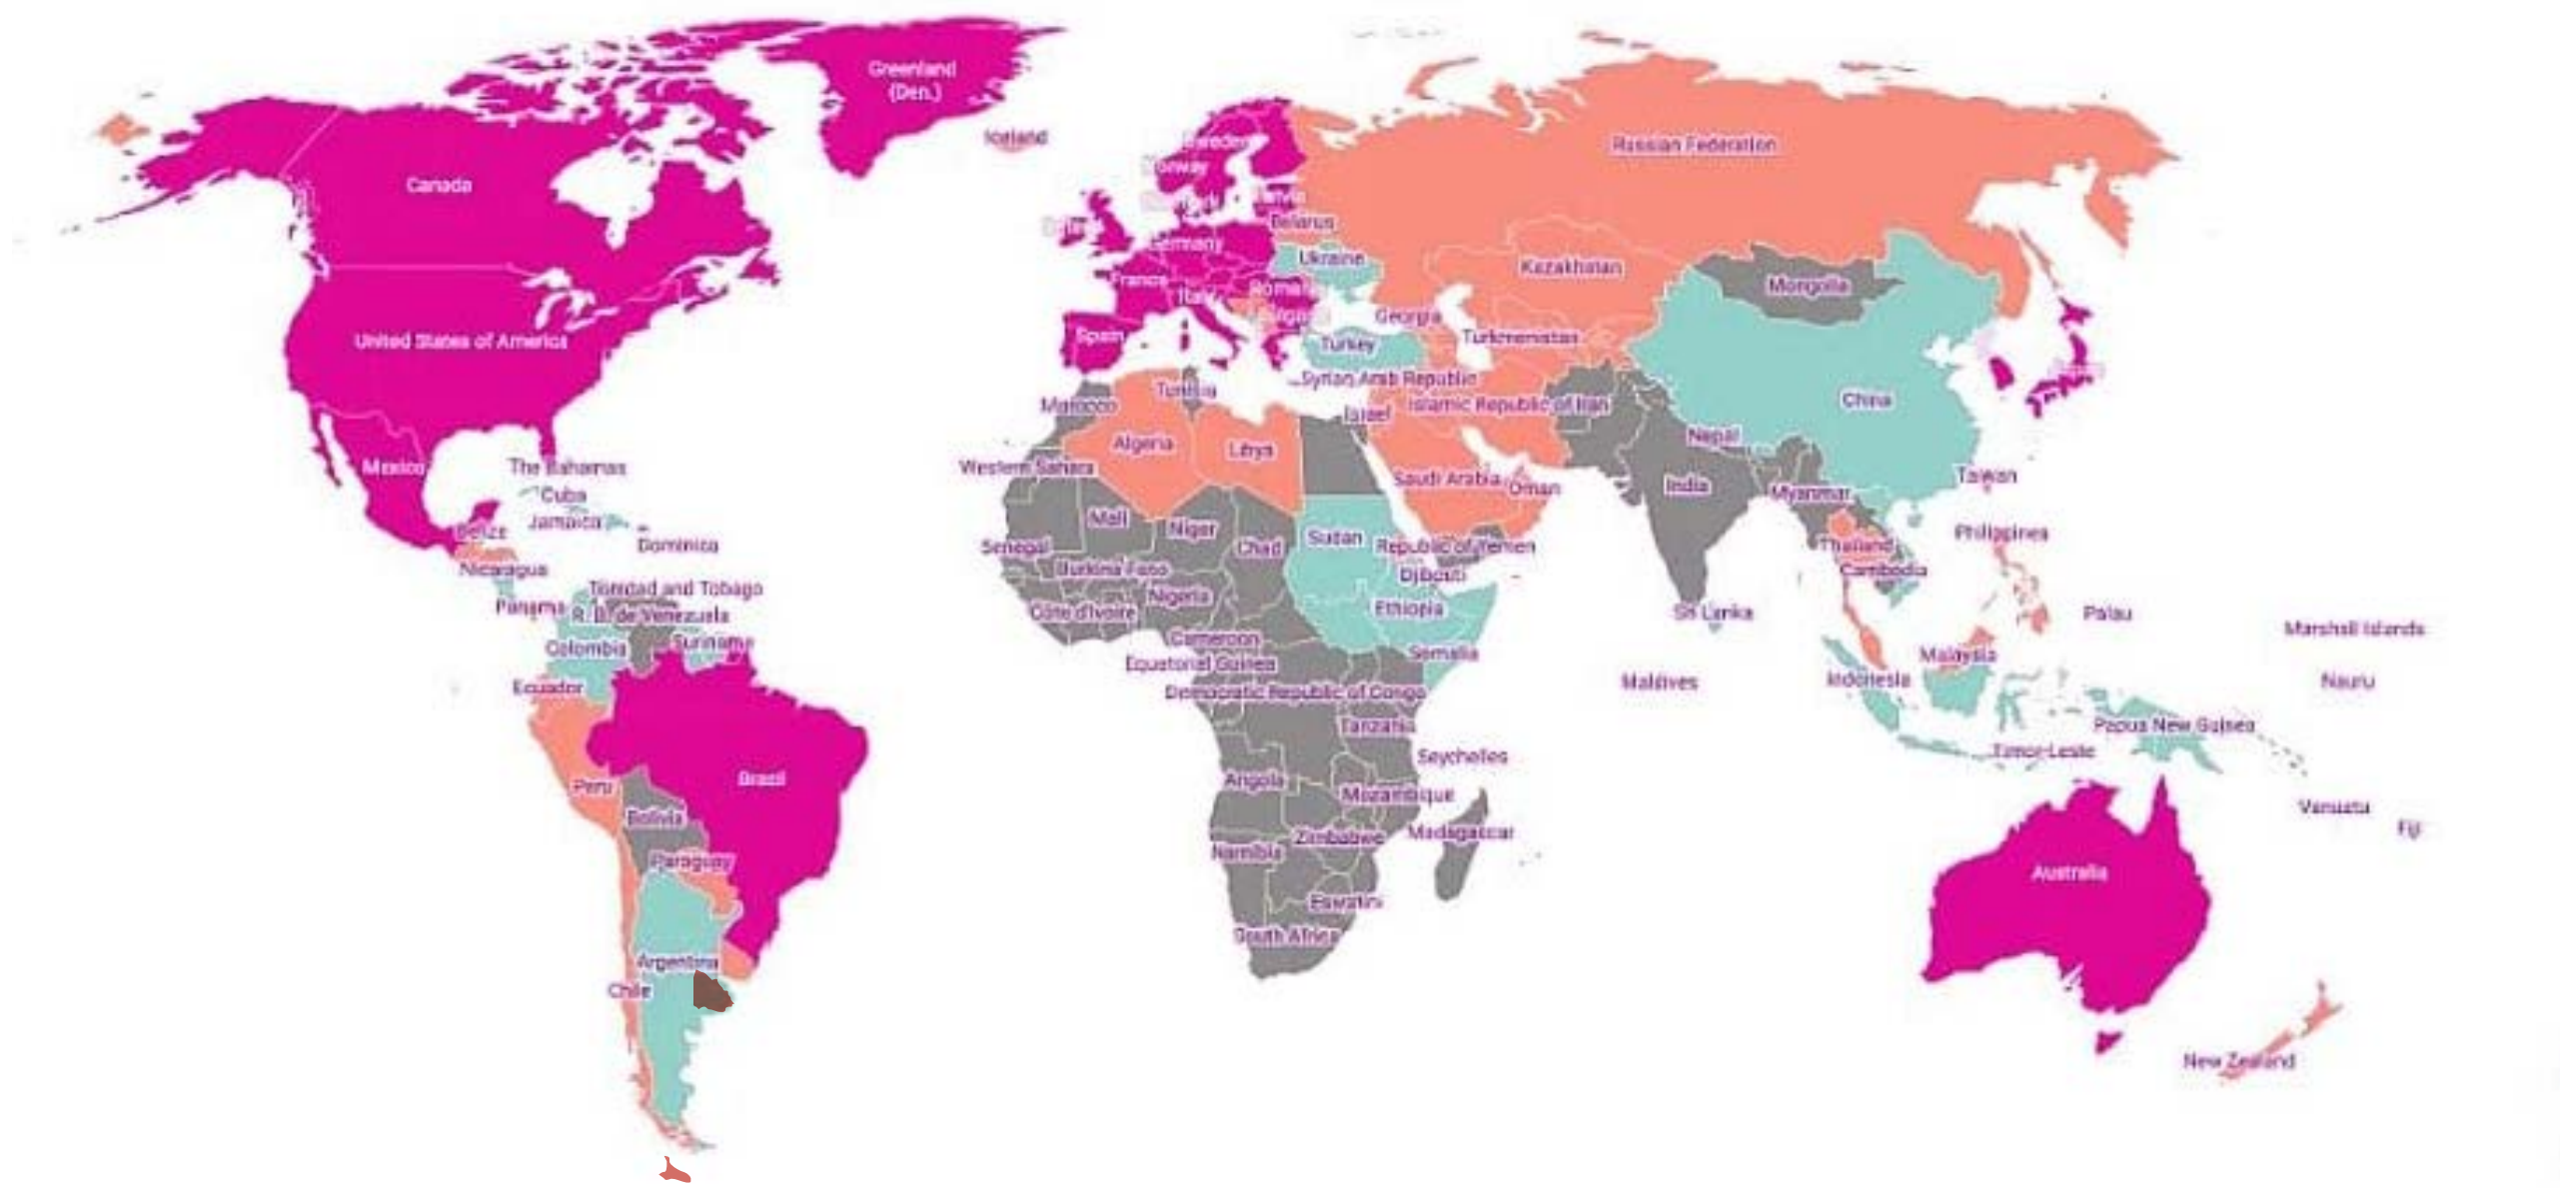 Greenland
(Den.)
Iceland
Canada
Sweden
Norway
Russian Federation
Belarus
Germany
Ukraine
France
Italy
Kazakhstan
Mongolia
Georgia
Spain
Turkey
Turkmenistan
United States of America
Tunisia
Syrian Arab Republic
Morocco
Israel
Islamic Republic of Iran
China
Algeria
Libya
Nepal
Mexico
The Bahamas
Western Sahara
Saudi Arabia
Oman
India
Myanmar
Taiwan
Cuba
Jamaica
Belize
Mali
Niger
Chad
Sudan
Republic of Yemen
Thailand
Philippines
Dominica
Senegal
Nicaragua
Burkina Faso
Djibouti
Cambodia
Trinidad and Tobago
Panama
R. B. de Venezuela
Nigeria
Côte d'Ivoire
Ethiopia
Sri Lanka
Palau
Marshall Islands
Colombia
Suriname
Cameroon
Somalia
Malaysia
Equatorial Guinea
Ecuador
Democratic Republic of Congo
Maldives
Indonesia
Nauru
Tanzania
Papua New Guinea
Seychelles
Timor-Leste
Peru
Brasil
Angola
Mozambique
Vanuatu
Bolivia
Zimbabwe
Madagascar
Fiji
Paraguay
Namibia
Australia
Eswatini
South Africa
Argentina
Chile
New Zealand